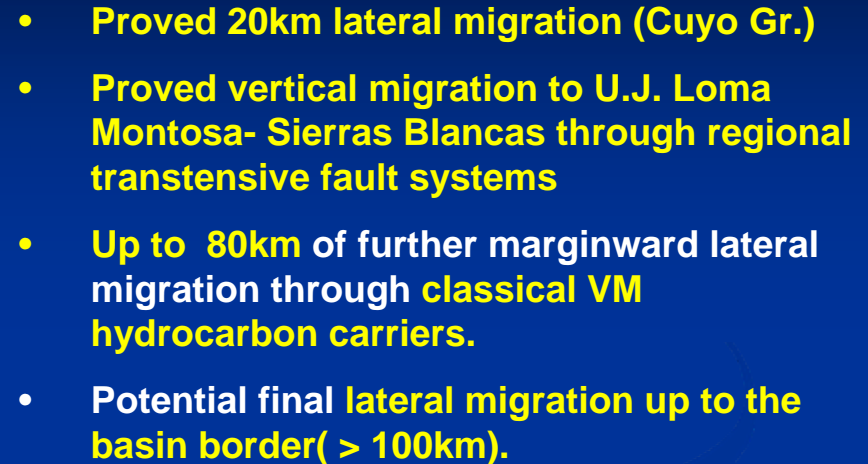 • Proved 20km lateral migration (Cuyo Gr.)
• Proved vertical migration to U.J. Loma
Montosa- Sierras Blancas through regional
transtensive fault systems
• Up to 80km of further marginward lateral
migration through classical VM
hydrocarbon carriers.
• Potential final lateral migration up to the
basin border( > 100km).